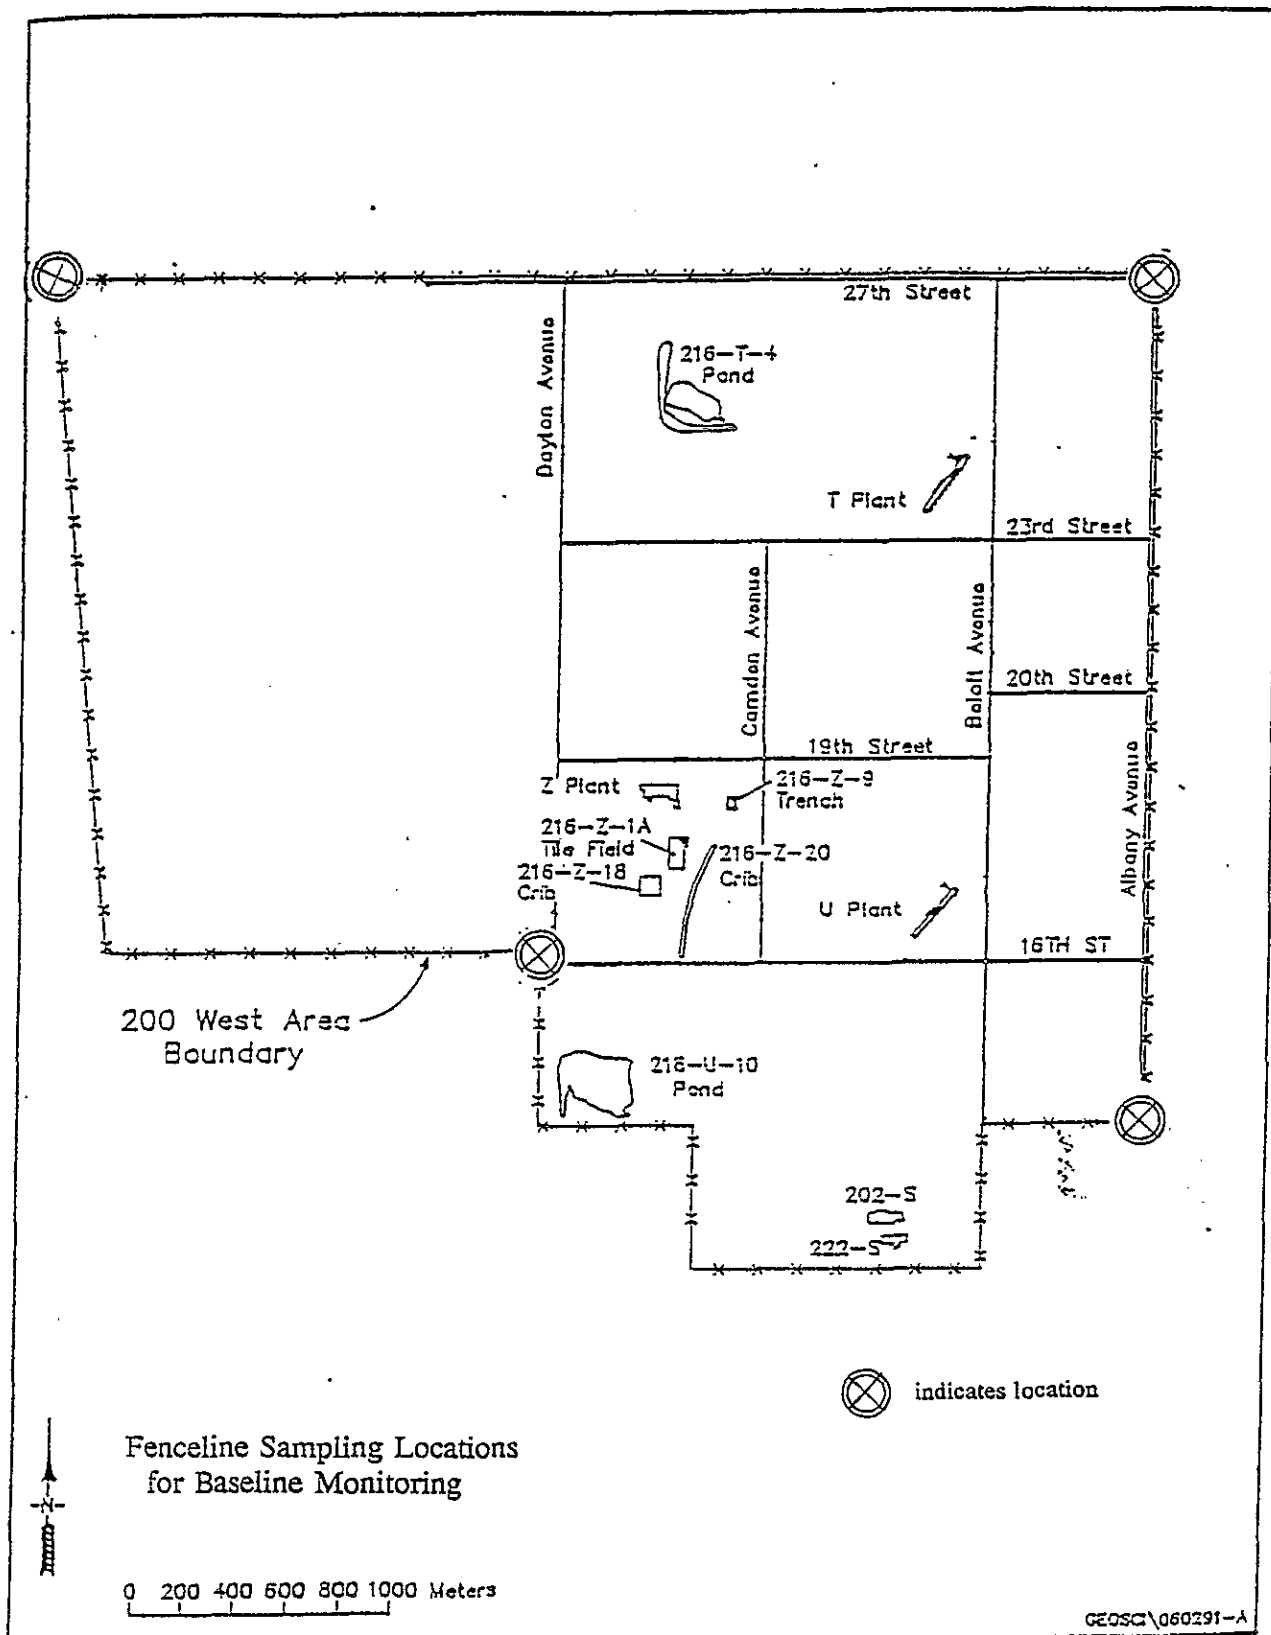 27th Street
Dayton Avenue
216-T-4
Pond
T Plant
23rd Street
Camden Avenue
Beloit Avenue
20th Street
19th Street
Z Plant
216-Z-9
Trench
Albany Avenue
216-Z-1A
Tile Field
216-Z-20
Crib
216-Z-18
Crib
U Plant
16TH ST
200 West Area
Boundary
216-U-10
Pond
202-S
222-S
indicates location
Fenceline Sampling Locations
for Baseline Monitoring
N
0 200 400 600 800 1000 Meters
GEOSCI\060291-A